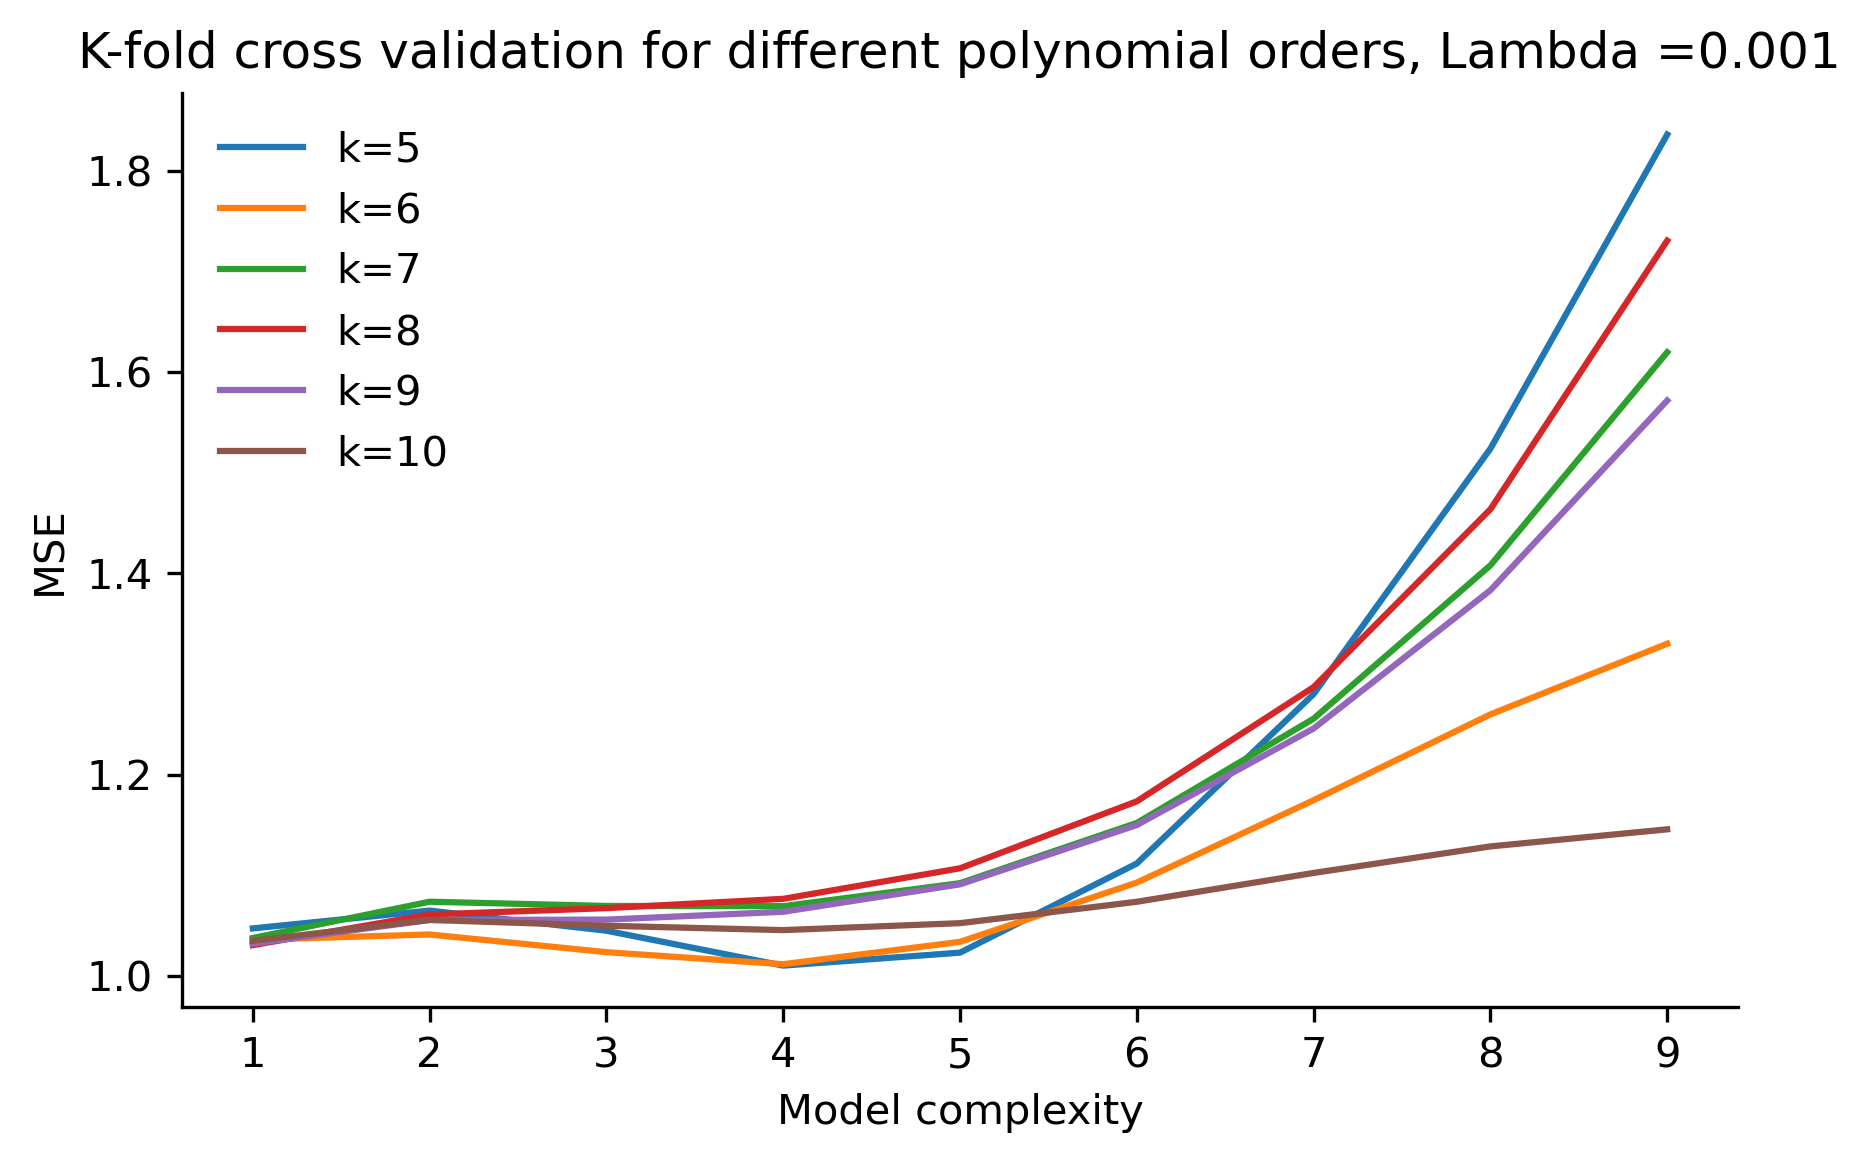 K-fold cross validation for different polynomial orders, Lambda =0.001
k=5
k=6
k=7
k=8
k=9
k=10
MSE
1.8
1.6
1.4
1.2
1.0
1 2 3 4 5 6 7 8 9
Model complexity